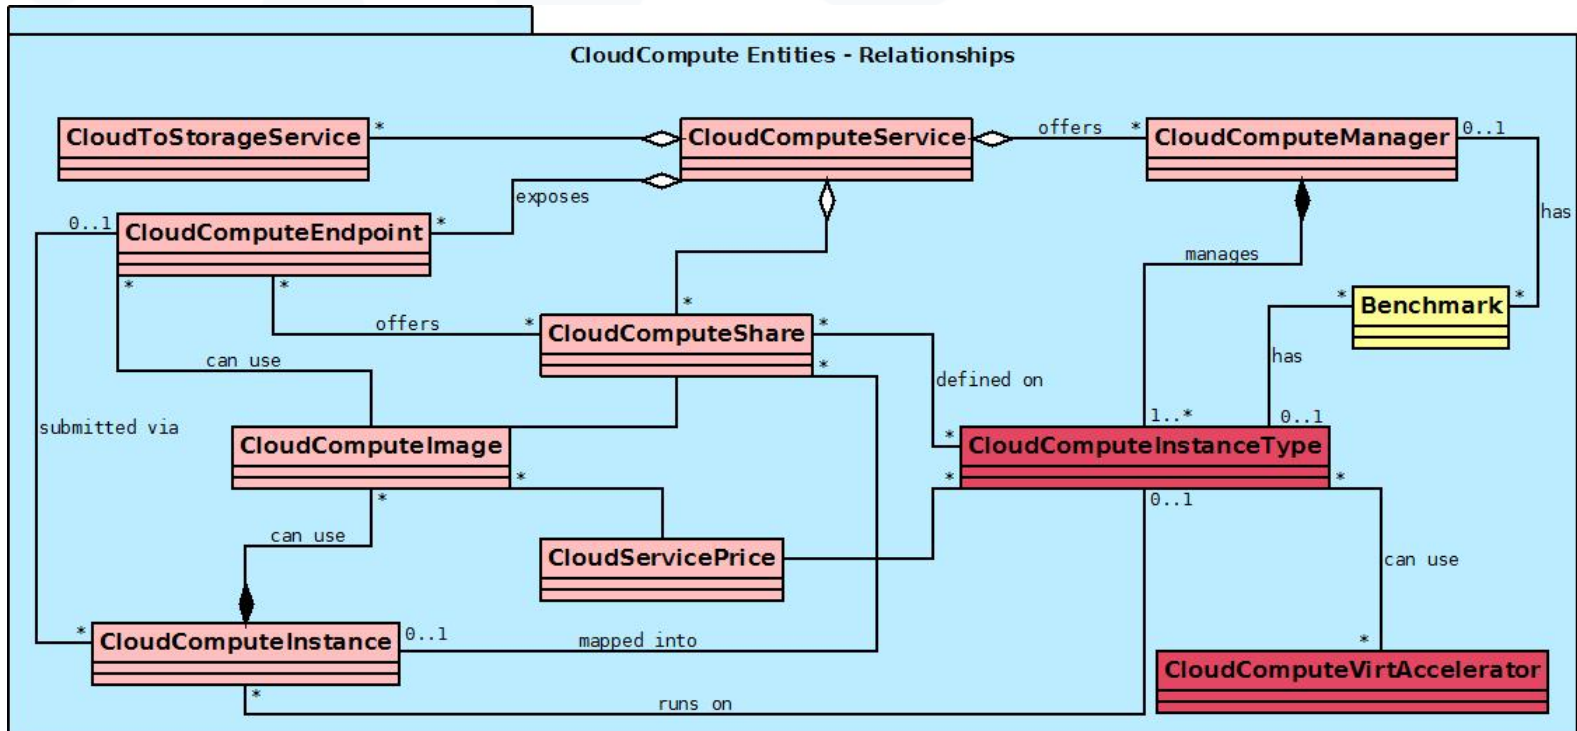 CloudCompute Entities - Relationships
CloudToStorageService
*
CloudComputeService
offers
*
CloudComputeManager
0..1
exposes
has
0..1
CloudComputeEndpoint
*
manages
*
*
*
Benchmark
*
*
offers
*
CloudComputeShare
*
can use
*
has
defined on
submitted via
1..*
0..1
CloudComputeImage
*
CloudComputeInstanceType
*
*
*
*
0..1
can use
CloudServicePrice
can use
*
CloudComputeInstance
0..1
mapped into
*
CloudComputeVirtAccelerator
*
runs on